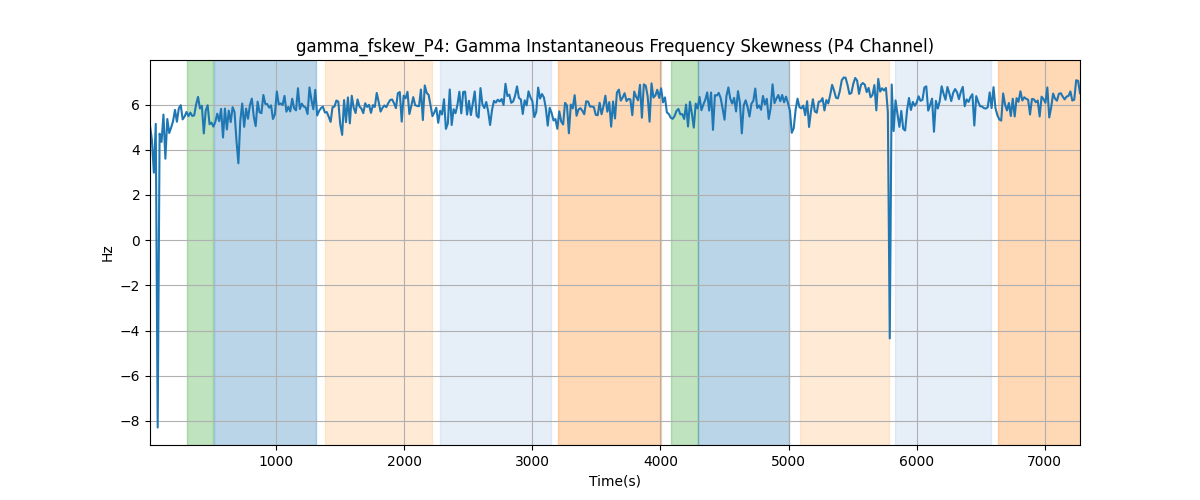 gamma_fskew_P4: Gamma Instantaneous Frequency Skewness (P4 Channel)
6
4
2
0
−2
−4
−6
−8
Hz
1000 2000 3000 4000 5000 6000 7000
Time(s)